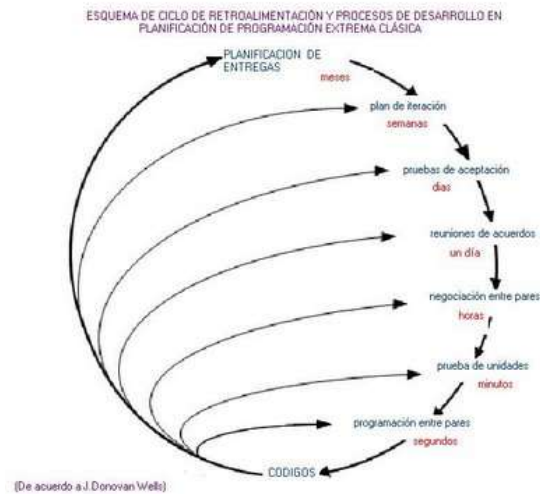 ESQUEMA DE CICLO DE RETROALIMENTACIÓN Y PROCESOS DE DESARROLLO EN
PLANIFICACIÓN DE PROGRAMACIÓN EXTREMA CLÁSICA
PLANIFICACION DE
ENTREGAS
meses
plan de iteración
semanas
pruebas de aceptación
dias
reuniones de acuerdos
un día
negociación entre pares
horas
prueba de unidades
minutos
programación entre pares
segundos
CODIGOS
(De acuerdo a J.Donovan Wells)